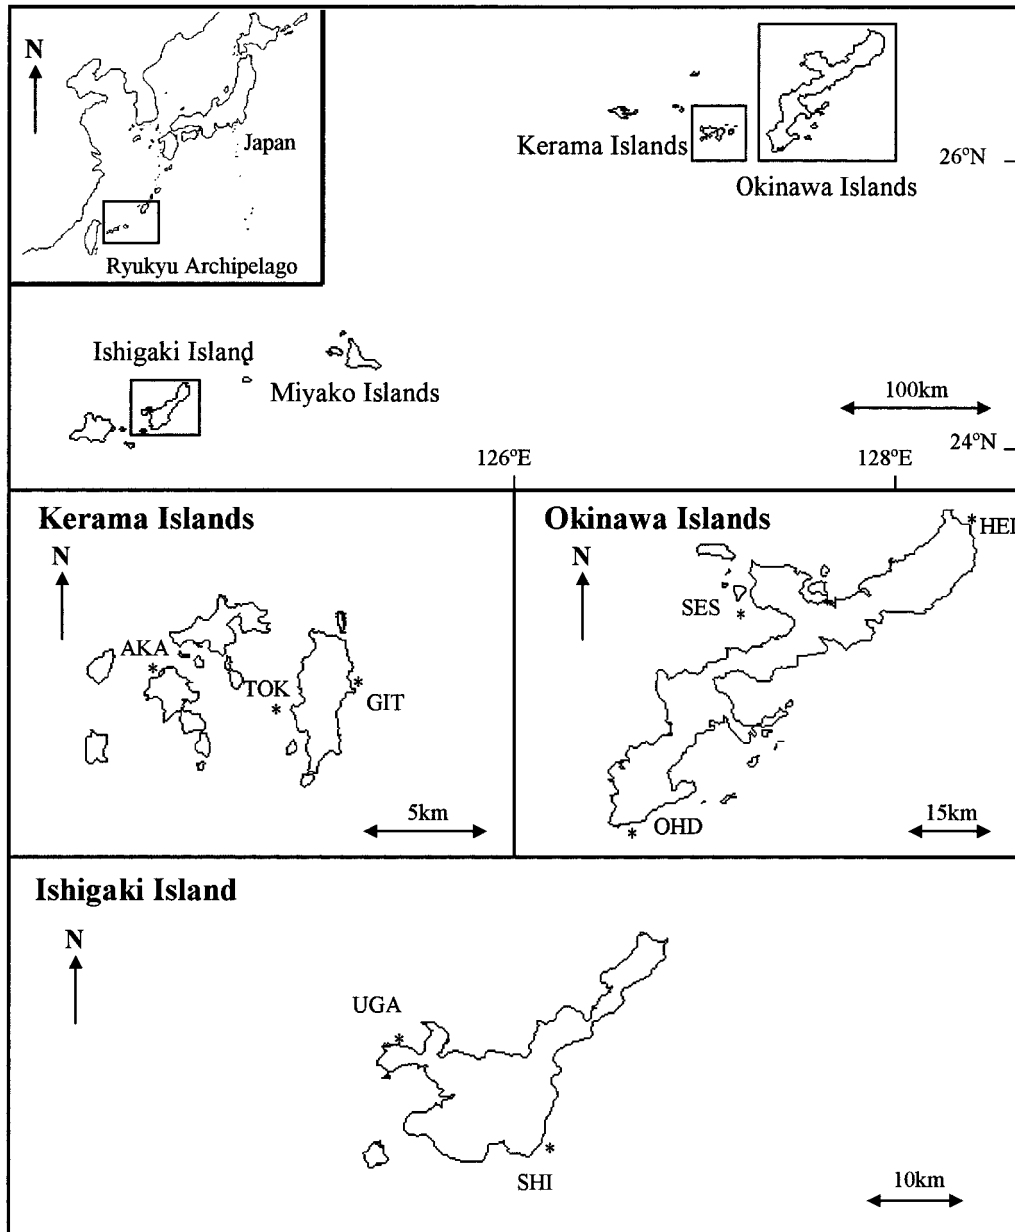 N
Japan
Ryukyu Archipelago
Kerama Islands
26°N
Okinawa Islands
Ishigaki Island
Miyako Islands
100km
24°N
126°E
128°E
Kerama Islands
N
AKA
*
TOK
*
*
GIT
5km
Okinawa Islands
N
*
HEI
SES
*
OHD
*
15km
Ishigaki Island
N
UGA
*
*
SHI
10km